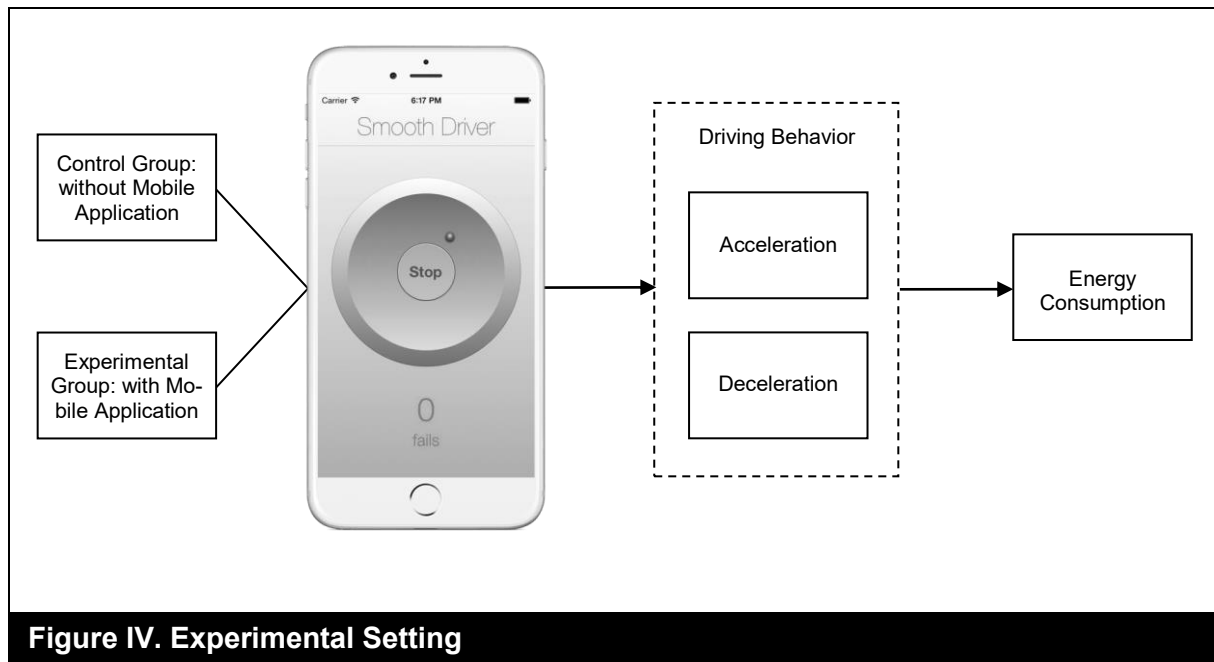 Control Group:
without Mobile
Application
Experimental
Group: with Mo-
bile Application
Carrier
6:17 PM
Smooth Driver
Stop
0
fails
Driving Behavior
Acceleration
Deceleration
Energy
Consumption
Figure IV. Experimental Setting